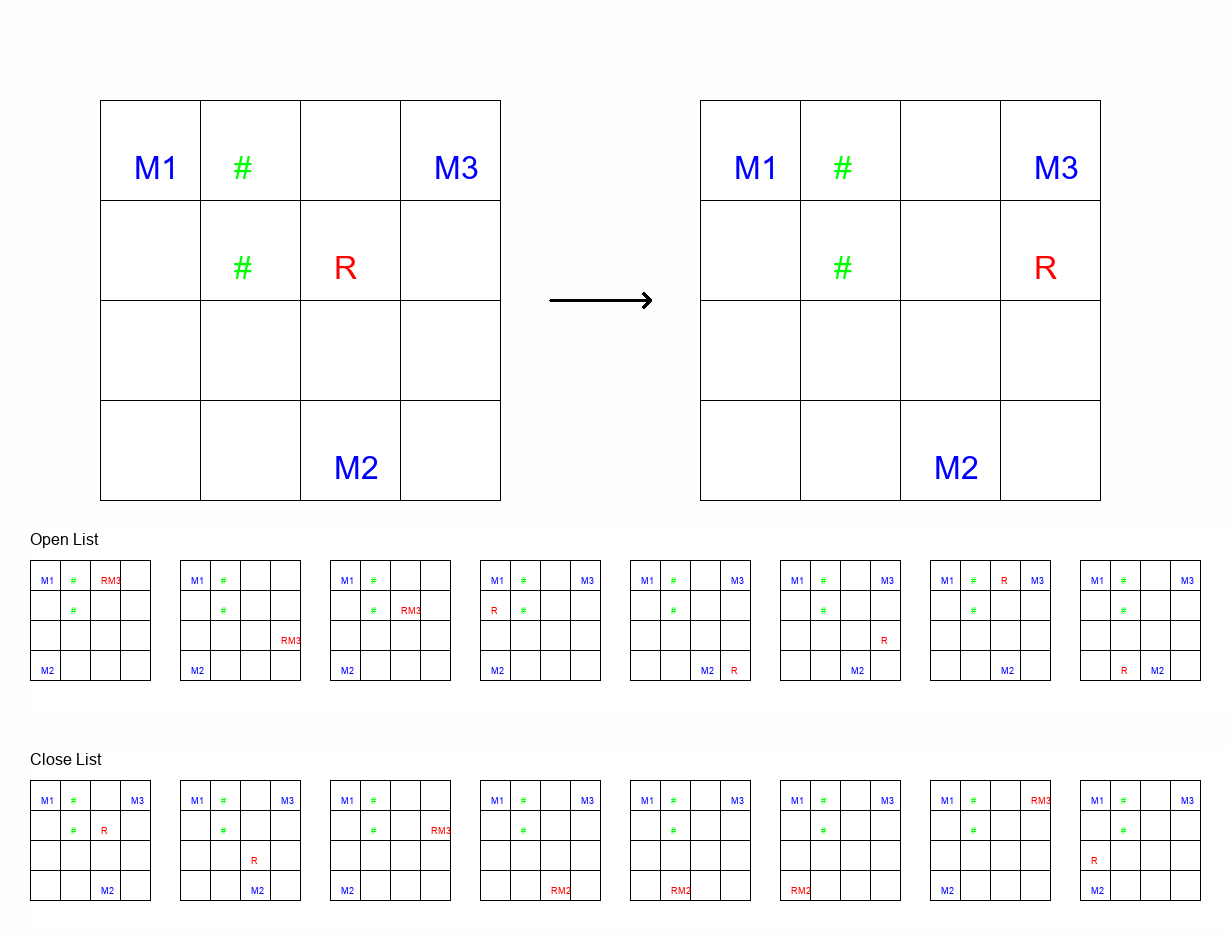 M1 # M3 M1 # M3
# R # R
M2 M2
Open List
M1 # RM3 M1 # M1 # M1 # M3 M1 # M3 M1 # M3 M1 # R M3 M1 # M3
# # # RM3 R # # # # #
RM3 R
M2 M2 M2 M2 M2 R M2 M2 R M2
Close List
M1 # M3 M1 # M3 M1 # M1 # M3 M1 # M3 M1 # M3 M1 # RM3 M1 # M3
# R # # RM3 # # # # #
R R
M2 M2 M2 RM2 RM2 RM2 M2 M2